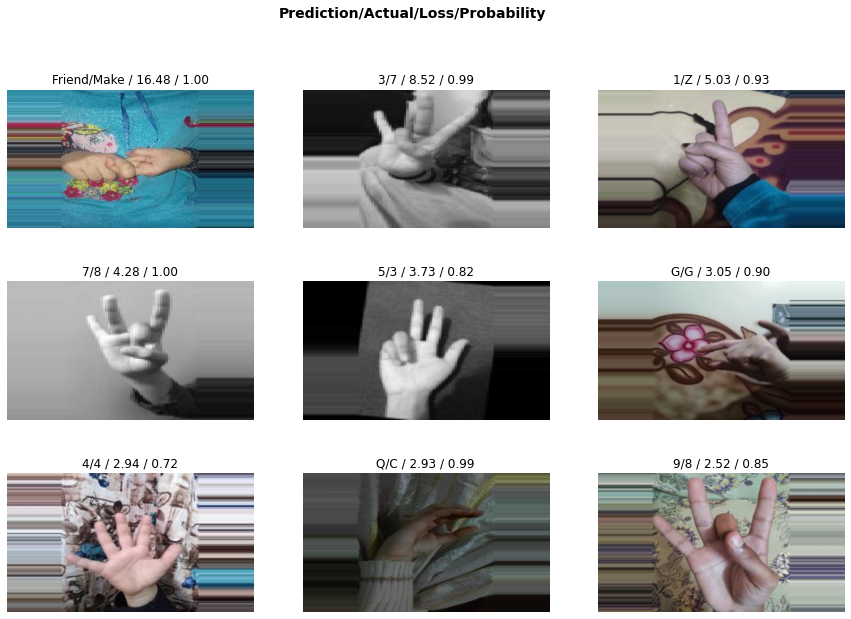 Prediction/Actual/Loss/Probability
Friend/Make / 16.48 / 1.00
3/7 / 8.52 / 0.99
1/Z / 5.03 / 0.93
7/8 / 4.28 / 1.00
5/3 / 3.73 / 0.82
G/G / 3.05 / 0.90
4/4 / 2.94 / 0.72
Q/C / 2.93 / 0.99
9/8 / 2.52 / 0.85